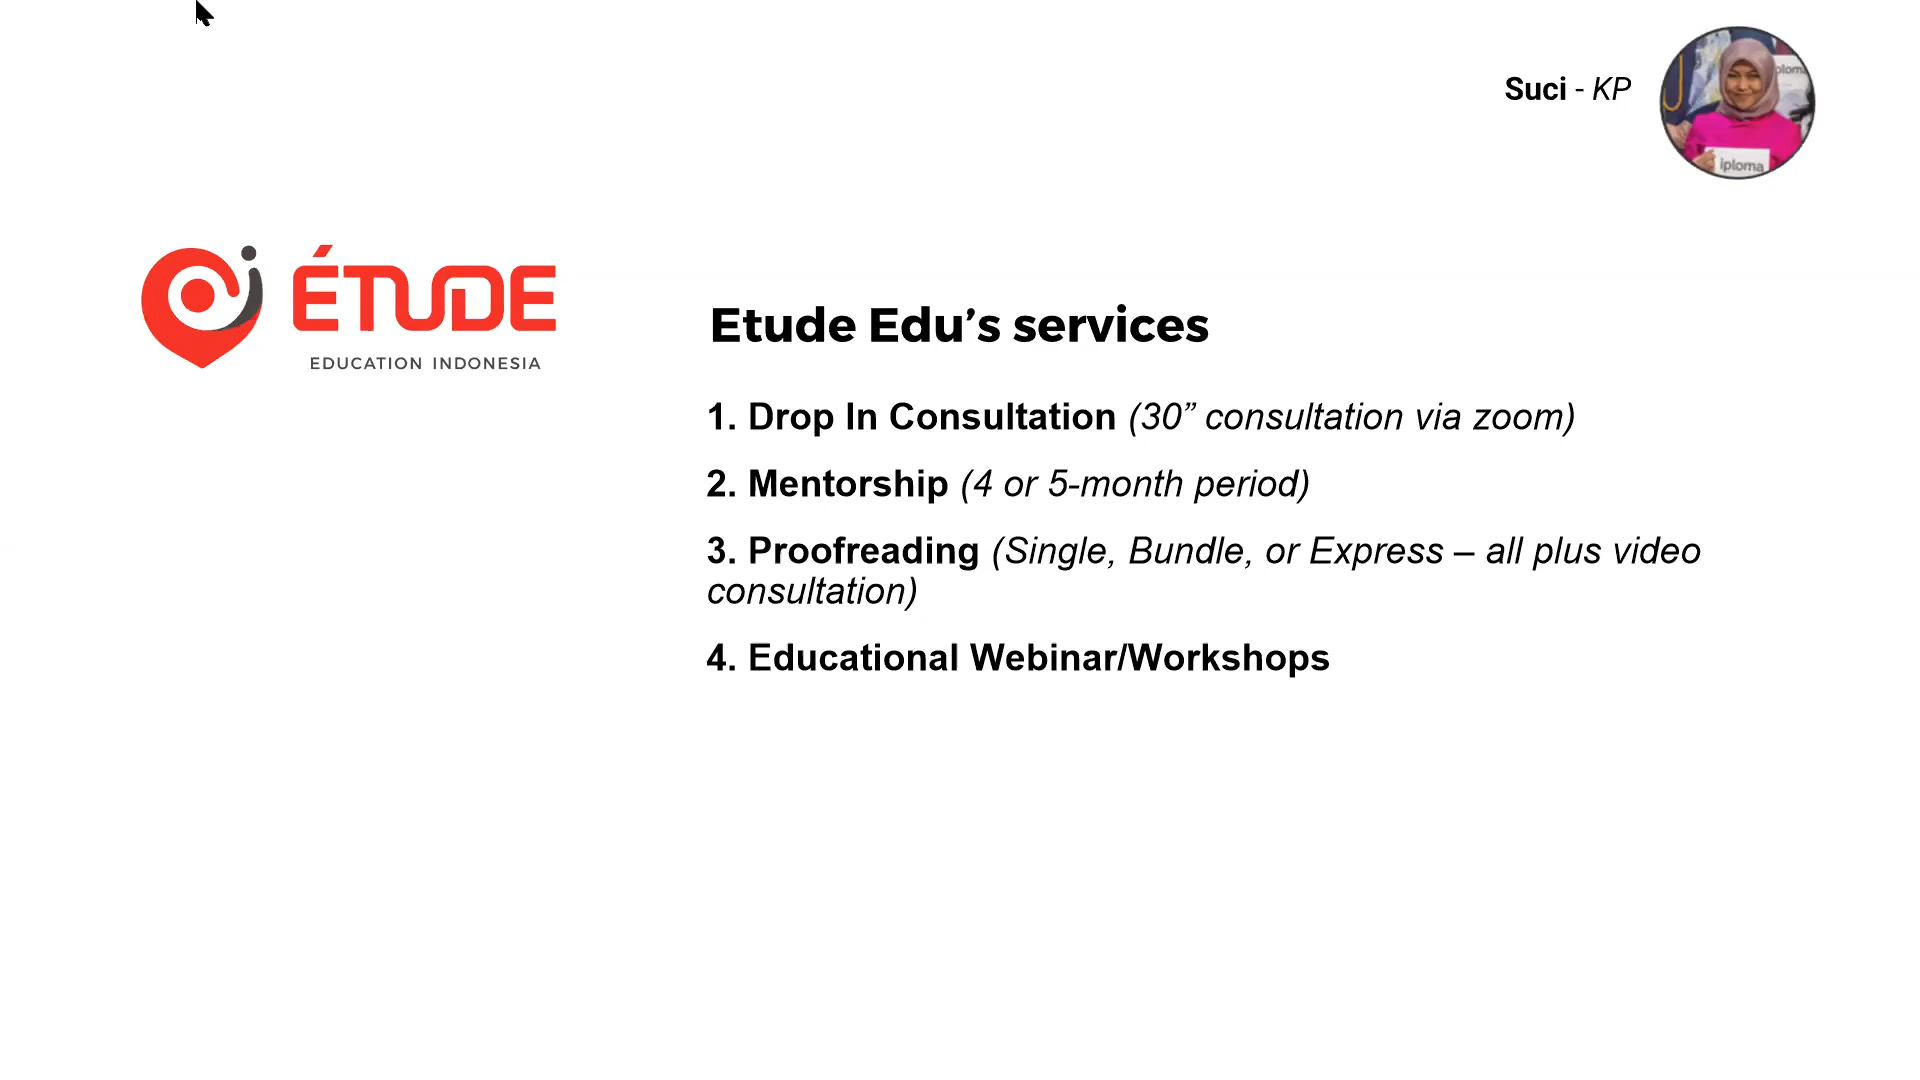 Suci - KP
iploma
ÉTUDE
EDUCATION INDONESIA
Etude Edu’s services
1. Drop In Consultation (30” consultation via zoom)
2. Mentorship (4 or 5-month period)
3. Proofreading (Single, Bundle, or Express – all plus video
consultation)
4. Educational Webinar/Workshops